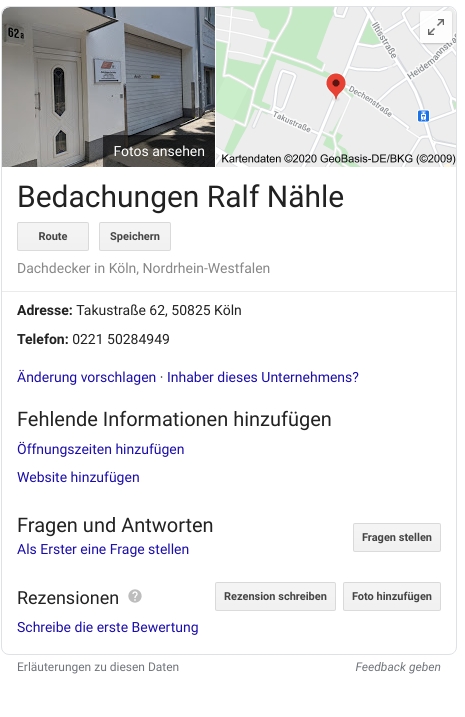 62a
Fotos ansehen
Iltisstraße
Dechenstraße
Takustraße
Kartendaten ©2020 GeoBasis-DE/BKG (©2009)
Bedachungen Ralf Nähle
Route
Speichern
Dachdecker in Köln, Nordrhein-Westfalen
Adresse: Takustraße 62, 50825 Köln
Telefon: 0221 50284949
Änderung vorschlagen · Inhaber dieses Unternehmens?
Fehlende Informationen hinzufügen
Öffnungszeiten hinzufügen
Website hinzufügen
Fragen und Antworten
Als Erster eine Frage stellen
Fragen stellen
Rezensionen
Rezension schreiben
Foto hinzufügen
Schreibe die erste Bewertung
Erläuterungen zu diesen Daten
Feedback geben